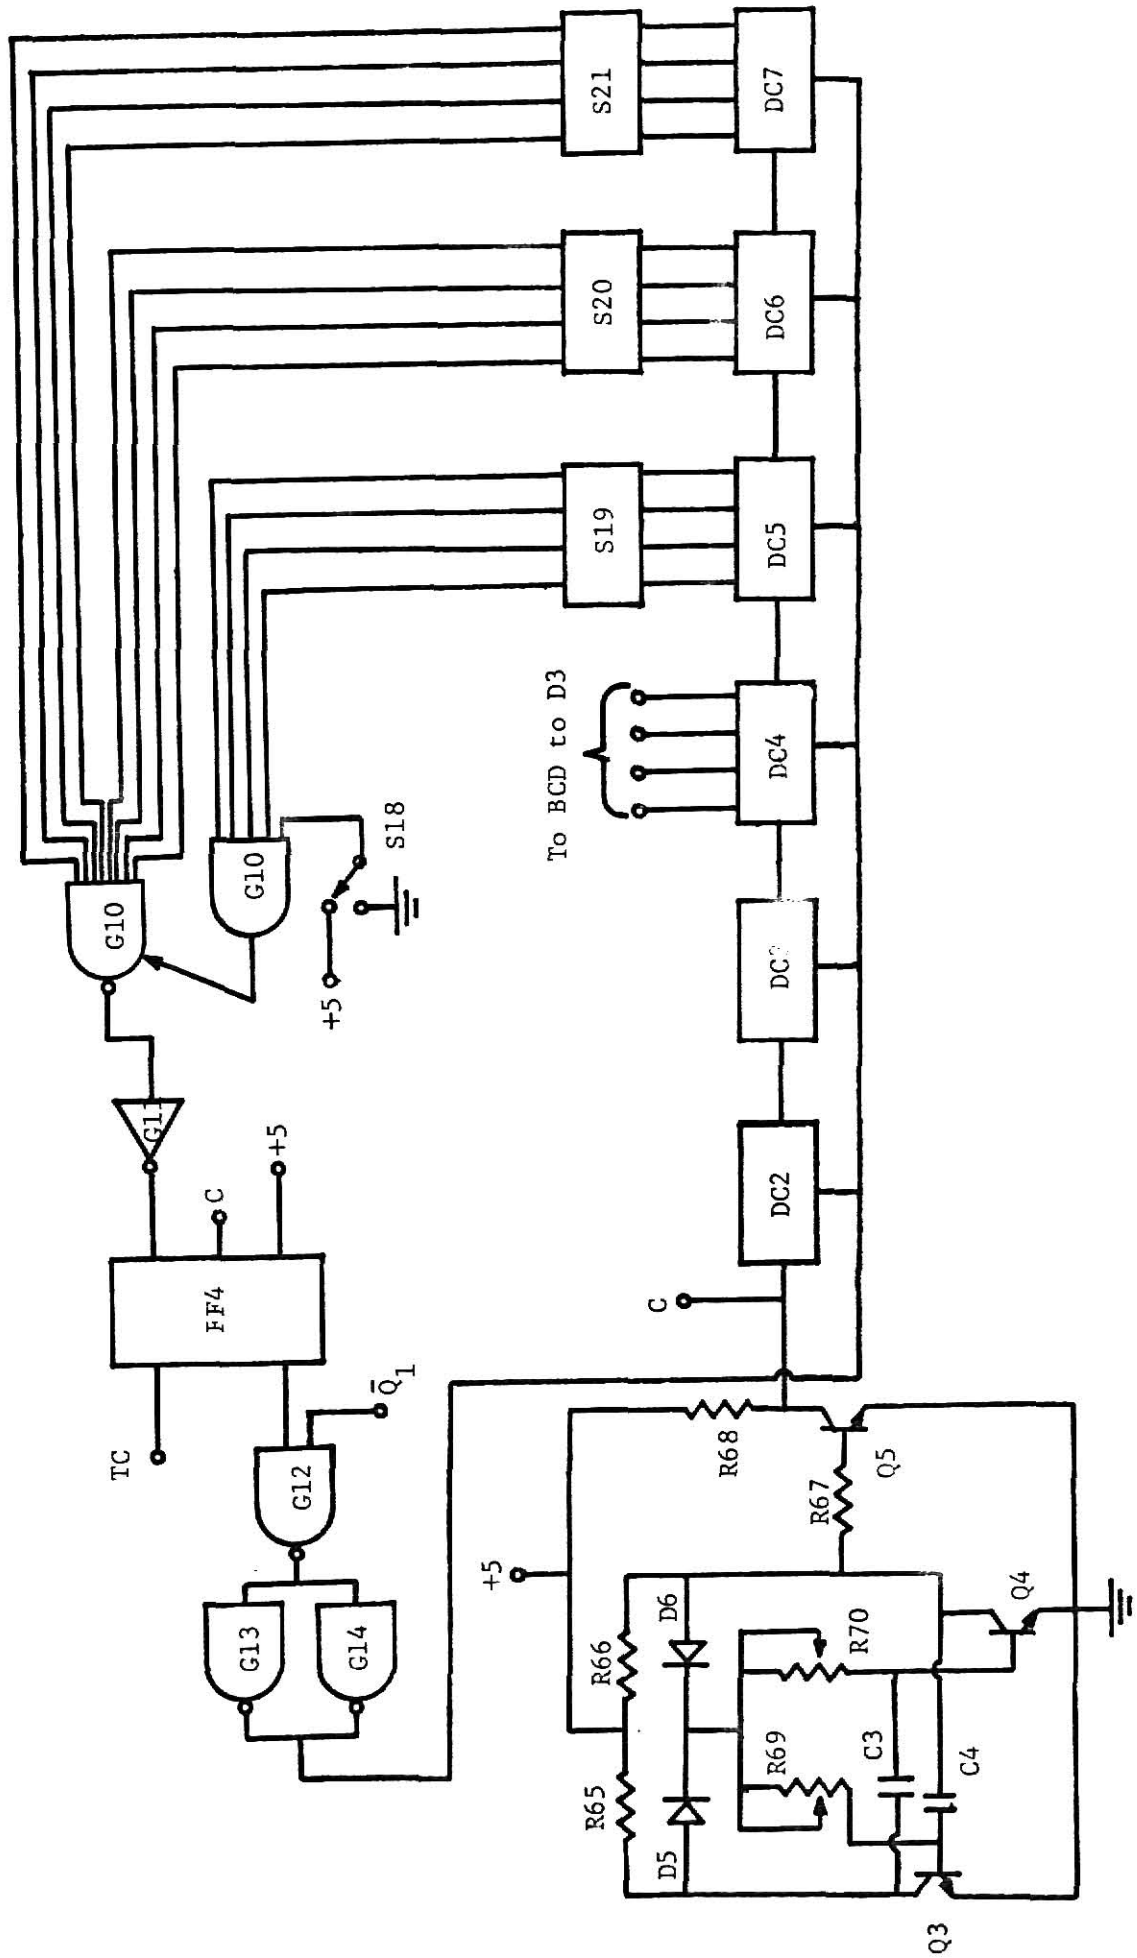 S21
DC7
S20
DC6
S19
DC5
To BCD to D3
DC4
G10
G10
S18
+5
G11
DC2
FF4
C
+5
TC
Q̄1
C
G12
G13
G14
+5
R68
R67
Q5
R66
D6
R70
Q4
R65
D5
R69
C3
C4
Q3